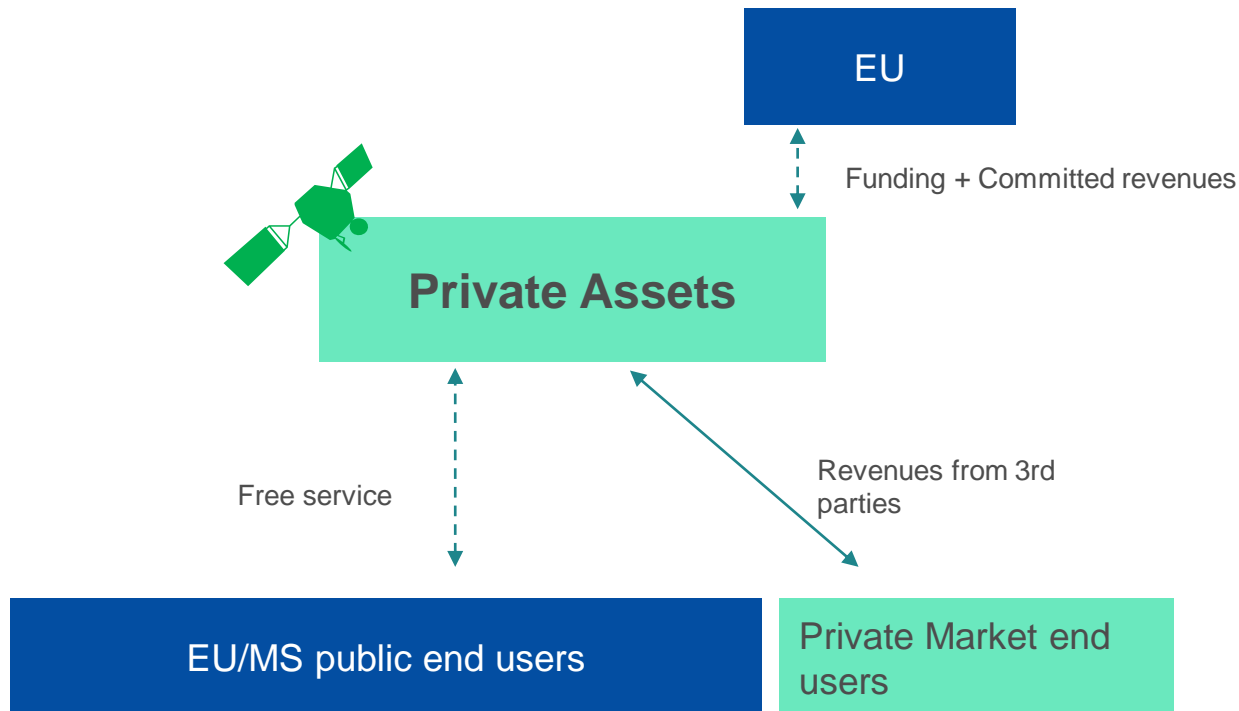 EU
Funding + Committed revenues
Private Assets
Free service
Revenues from 3rd
parties
EU/MS public end users
Private Market end
users